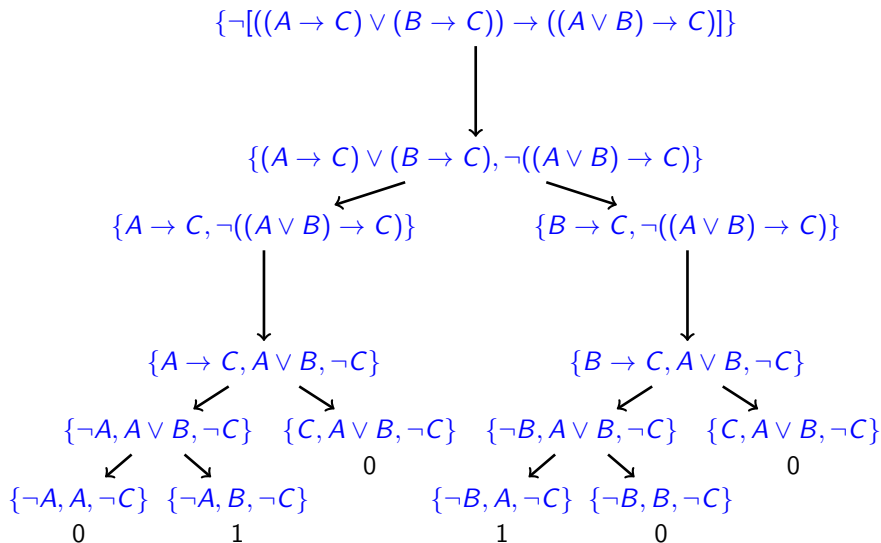 {¬[((A → C) ∨ (B → C)) → ((A ∨ B) → C)]}
{(A → C) ∨ (B → C), ¬((A ∨ B) → C)}
{A → C, ¬((A ∨ B) → C)} {B → C, ¬((A ∨ B) → C)}
{A → C, A ∨ B, ¬C} {B → C, A ∨ B, ¬C}
{¬A, A ∨ B, ¬C} {C, A ∨ B, ¬C} {¬B, A ∨ B, ¬C} {C, A ∨ B, ¬C}
0 0
{¬A, A, ¬C} {¬A, B, ¬C} {¬B, A, ¬C} {¬B, B, ¬C}
0 1 1 0